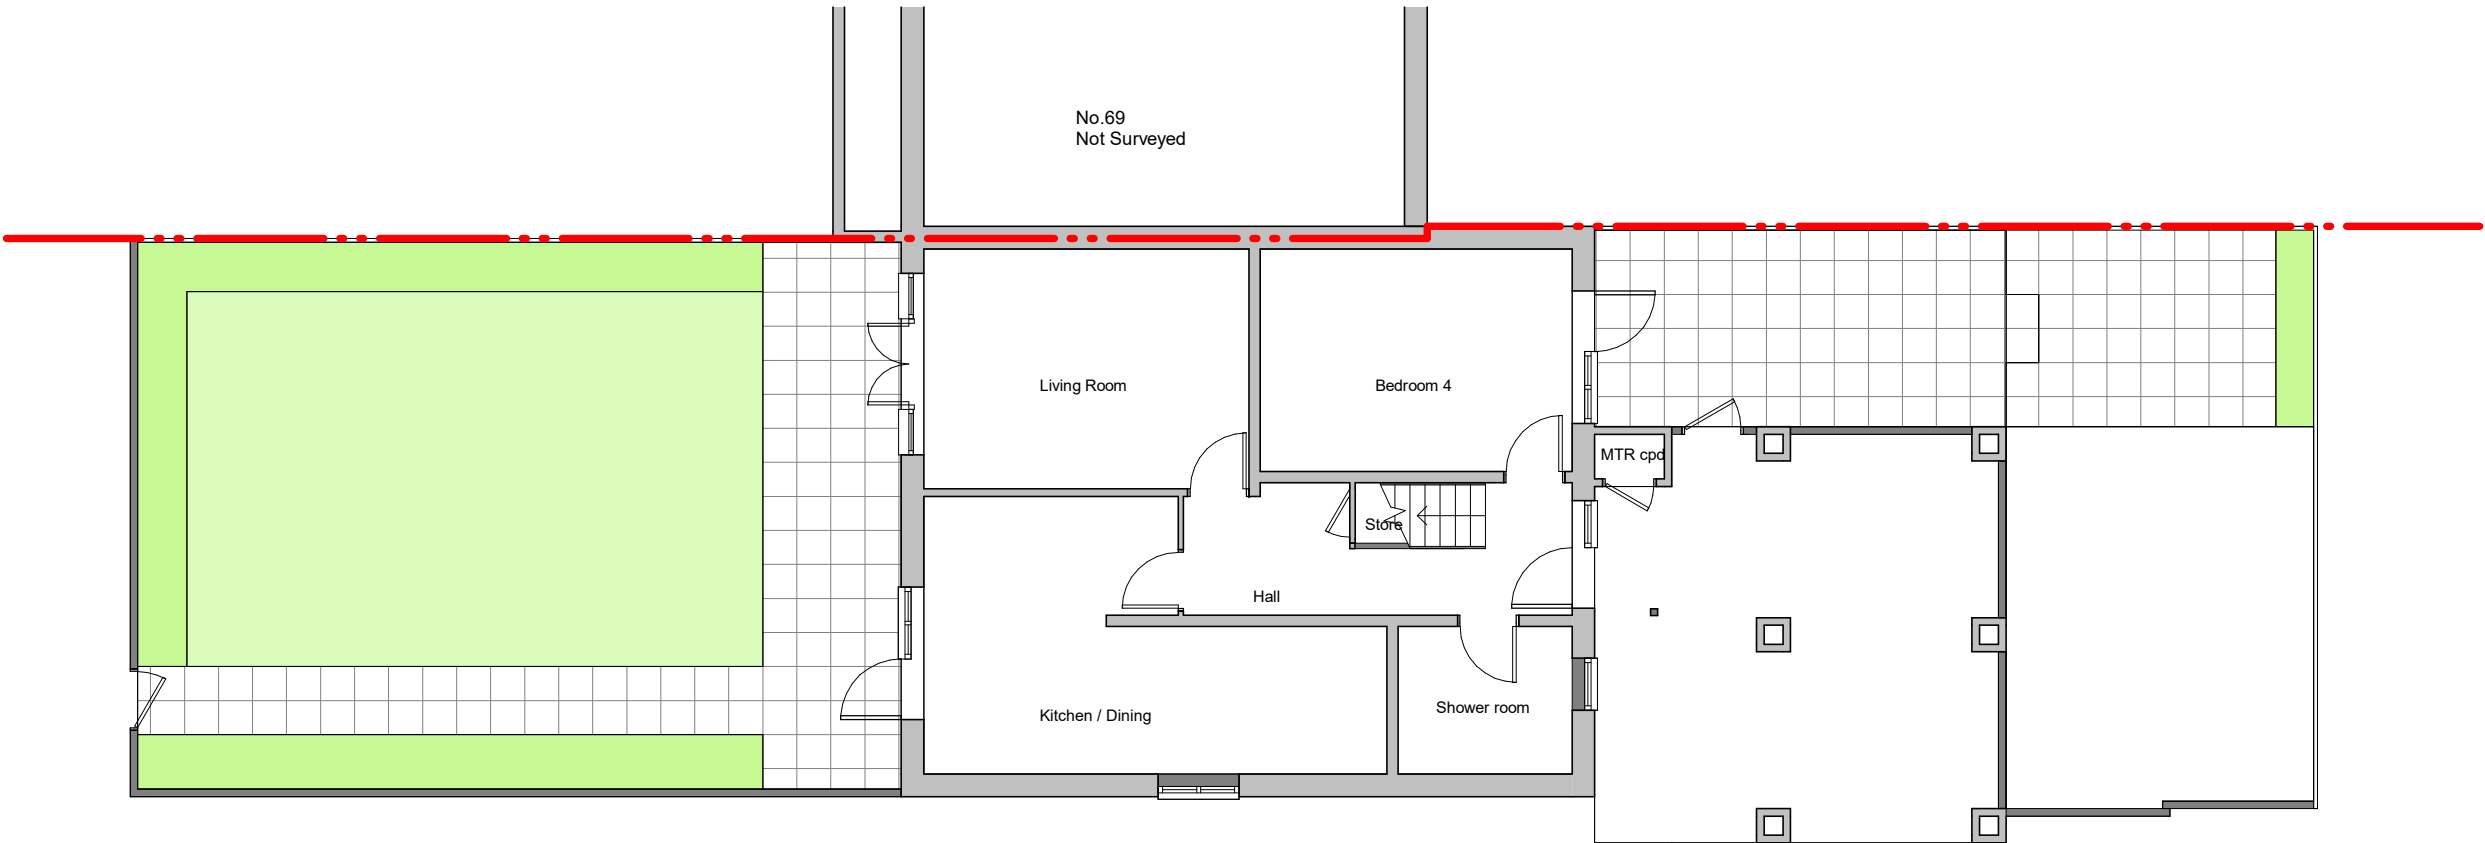 No.69
Not Surveyed
Living Room
Bedroom 4
MTR cpd
Store
Hall
Shower room
Kitchen / Dining